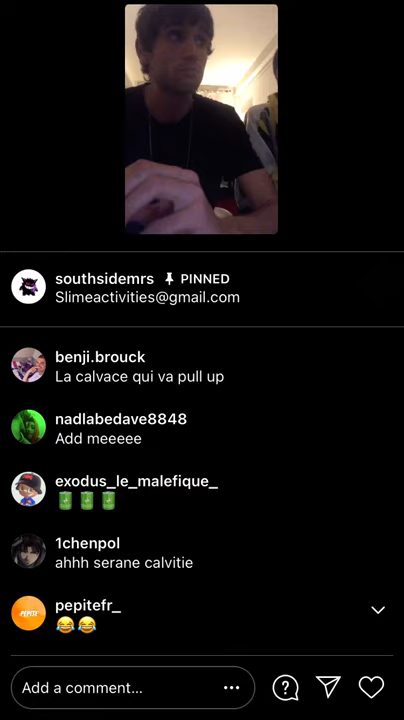 southsidemrs PINNED
Slimeactivities@gmail.com
benji.brouck
La calvace qui va pull up
nadlabedave8848
Add meeeee
exodus_le_malefique_
🔋🔋🔋
1chenpol
ahhh serane calvitie
PEPITE
pepitefr_
😂😂
Add a comment...